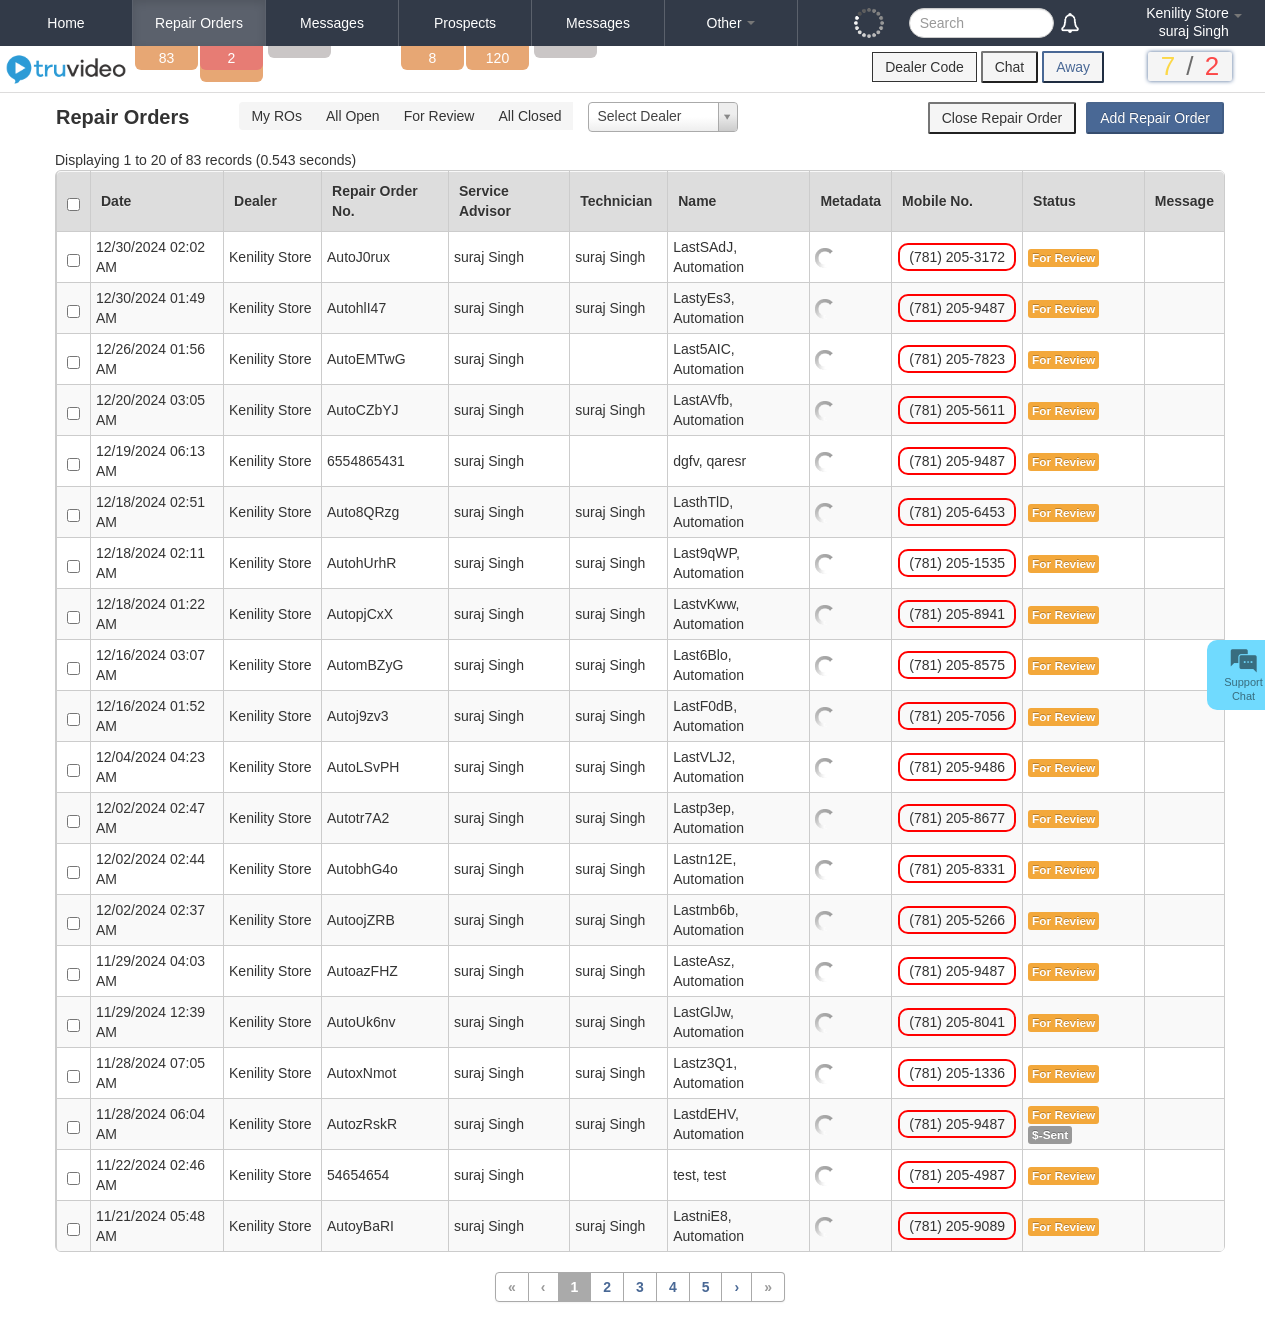 Home Repair Orders Messages Prospects Messages Other Search Kenility Store
suraj Singh
83 2 8 120
truvideo Dealer Code Chat Away 7 / 2
Repair Orders My ROs All Open For Review All Closed Select Dealer Close Repair Order Add Repair Order
Displaying 1 to 20 of 83 records (0.543 seconds)
Date Dealer Repair Order No. Service Advisor Technician Name Metadata Mobile No. Status Message
12/30/2024 02:02 AM Kenility Store AutoJ0rux suraj Singh suraj Singh LastSAdJ, Automation (781) 205-3172 For Review
12/30/2024 01:49 AM Kenility Store AutohlI47 suraj Singh suraj Singh LastyEs3, Automation (781) 205-9487 For Review
12/26/2024 01:56 AM Kenility Store AutoEMTwG suraj Singh Last5AIC, Automation (781) 205-7823 For Review
12/20/2024 03:05 AM Kenility Store AutoCZbYJ suraj Singh suraj Singh LastAVfb, Automation (781) 205-5611 For Review
12/19/2024 06:13 AM Kenility Store 6554865431 suraj Singh dgfv, qaresr (781) 205-9487 For Review
12/18/2024 02:51 AM Kenility Store Auto8QRzg suraj Singh suraj Singh LasthTlD, Automation (781) 205-6453 For Review
12/18/2024 02:11 AM Kenility Store AutohUrhR suraj Singh suraj Singh Last9qWP, Automation (781) 205-1535 For Review
12/18/2024 01:22 AM Kenility Store AutopjCxX suraj Singh suraj Singh LastvKww, Automation (781) 205-8941 For Review
12/16/2024 03:07 AM Kenility Store AutomBZyG suraj Singh suraj Singh Last6Blo, Automation (781) 205-8575 For Review
Support Chat
12/16/2024 01:52 AM Kenility Store Autoj9zv3 suraj Singh suraj Singh LastF0dB, Automation (781) 205-7056 For Review
12/04/2024 04:23 AM Kenility Store AutoLSvPH suraj Singh suraj Singh LastVLJ2, Automation (781) 205-9486 For Review
12/02/2024 02:47 AM Kenility Store Autotr7A2 suraj Singh suraj Singh Lastp3ep, Automation (781) 205-8677 For Review
12/02/2024 02:44 AM Kenility Store AutobhG4o suraj Singh suraj Singh Lastn12E, Automation (781) 205-8331 For Review
12/02/2024 02:37 AM Kenility Store AutoojZRB suraj Singh suraj Singh Lastmb6b, Automation (781) 205-5266 For Review
11/29/2024 04:03 AM Kenility Store AutoazFHZ suraj Singh suraj Singh LasteAsz, Automation (781) 205-9487 For Review
11/29/2024 12:39 AM Kenility Store AutoUk6nv suraj Singh suraj Singh LastGlJw, Automation (781) 205-8041 For Review
11/28/2024 07:05 AM Kenility Store AutoxNmot suraj Singh suraj Singh Lastz3Q1, Automation (781) 205-1336 For Review
11/28/2024 06:04 AM Kenility Store AutozRskR suraj Singh suraj Singh LastdEHV, Automation (781) 205-9487 For Review $-Sent
11/22/2024 02:46 AM Kenility Store 54654654 suraj Singh test, test (781) 205-4987 For Review
11/21/2024 05:48 AM Kenility Store AutoyBaRI suraj Singh suraj Singh LastniE8, Automation (781) 205-9089 For Review
« ‹ 1 2 3 4 5 › »